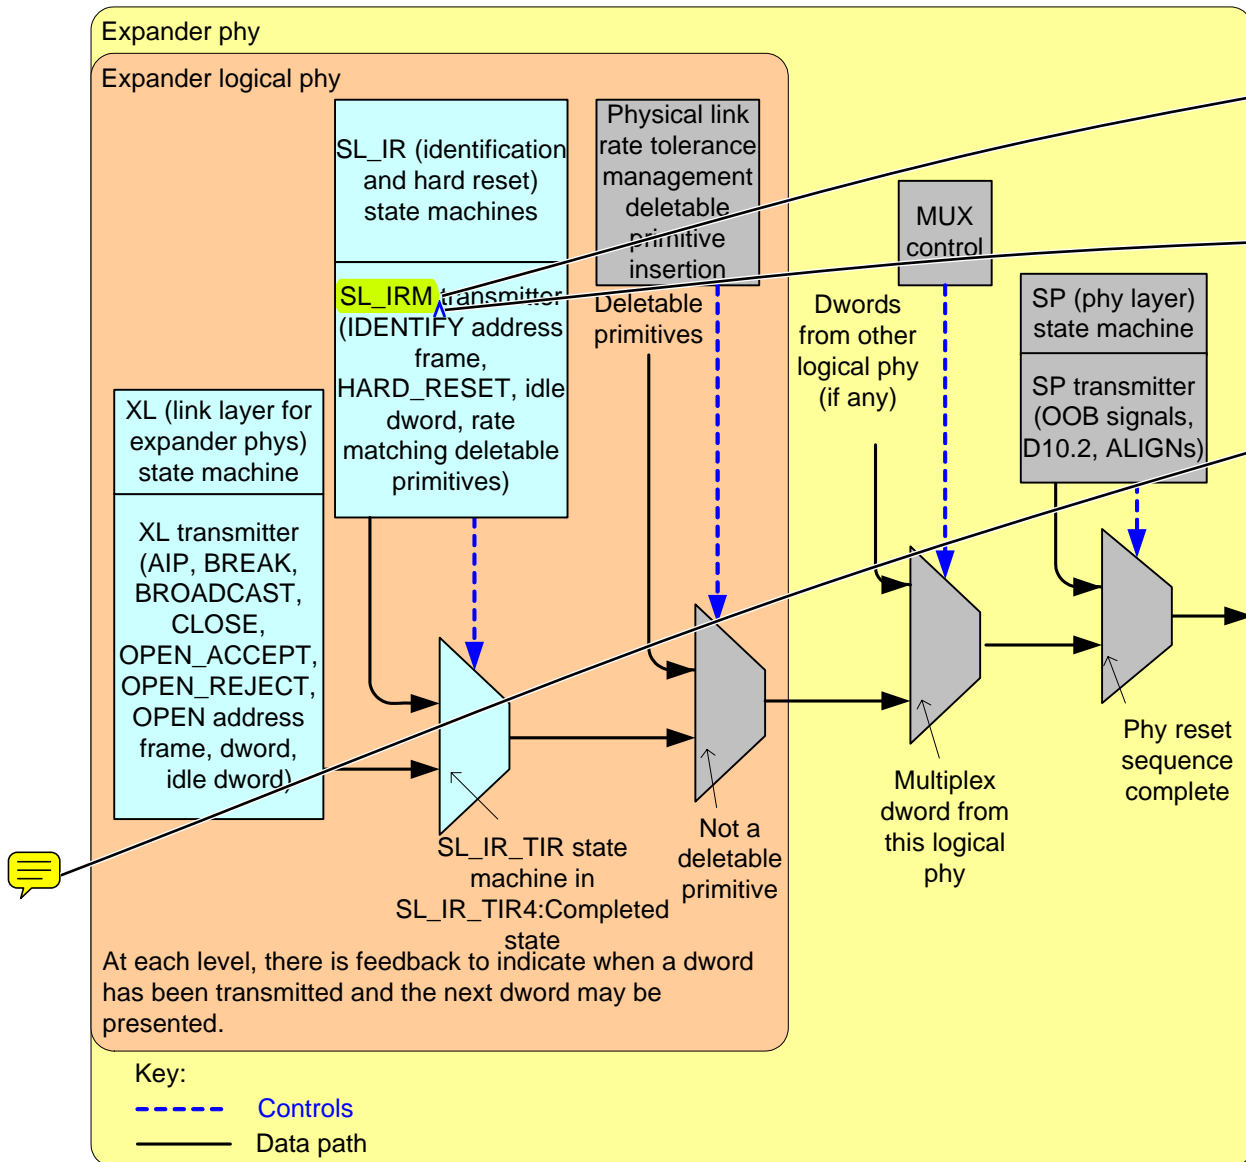 Expander phy
Expander logical phy
SL_IR (identification
and hard reset)
state machines
SL_IRM transmitter
(IDENTIFY address
frame,
HARD_RESET, idle
dword, rate
matching deletable
primitives)
Physical link
rate tolerance
management
deletable
primitive
insertion
Deletable
primitives
MUX
control
Dwords
from other
logical phy
(if any)
SP (phy layer)
state machine
SP transmitter
(OOB signals,
D10.2, ALIGNs)
XL (link layer for
expander phys)
state machine
XL transmitter
(AIP, BREAK,
BROADCAST,
CLOSE,
OPEN_ACCEPT,
OPEN_REJECT,
OPEN address
frame, dword,
idle dword)
SL_IR_TIR state
machine in
SL_IR_TIR4:Completed
state
Not a
deletable
primitive
Multiplex
dword from
this logical
phy
Phy reset
sequence
complete
At each level, there is feedback to indicate when a dword
has been transmitted and the next dword may be
presented.
Key:
Controls
Data path